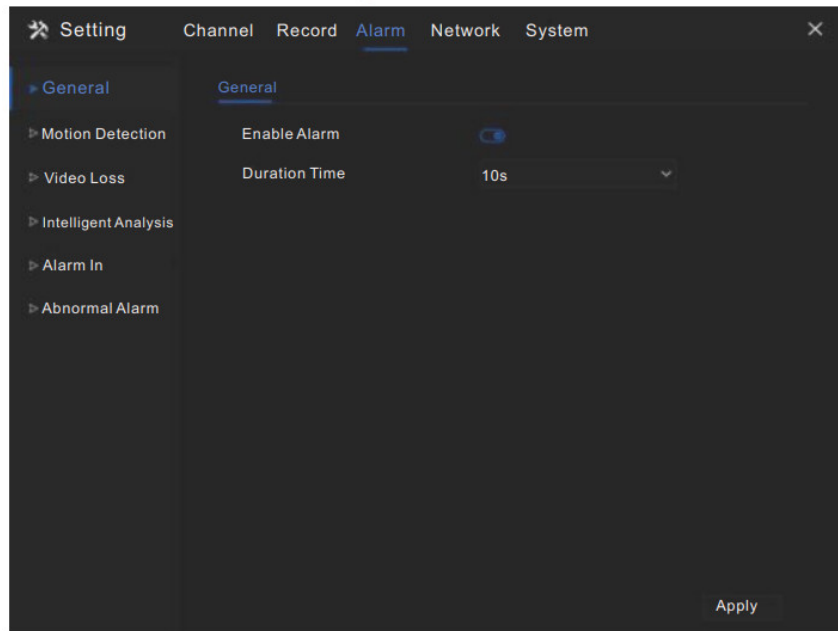 Setting Channel Record Alarm Network System
General
Motion Detection
Video Loss
Intelligent Analysis
Alarm In
Abnormal Alarm
General
Enable Alarm
Duration Time 10s
Apply